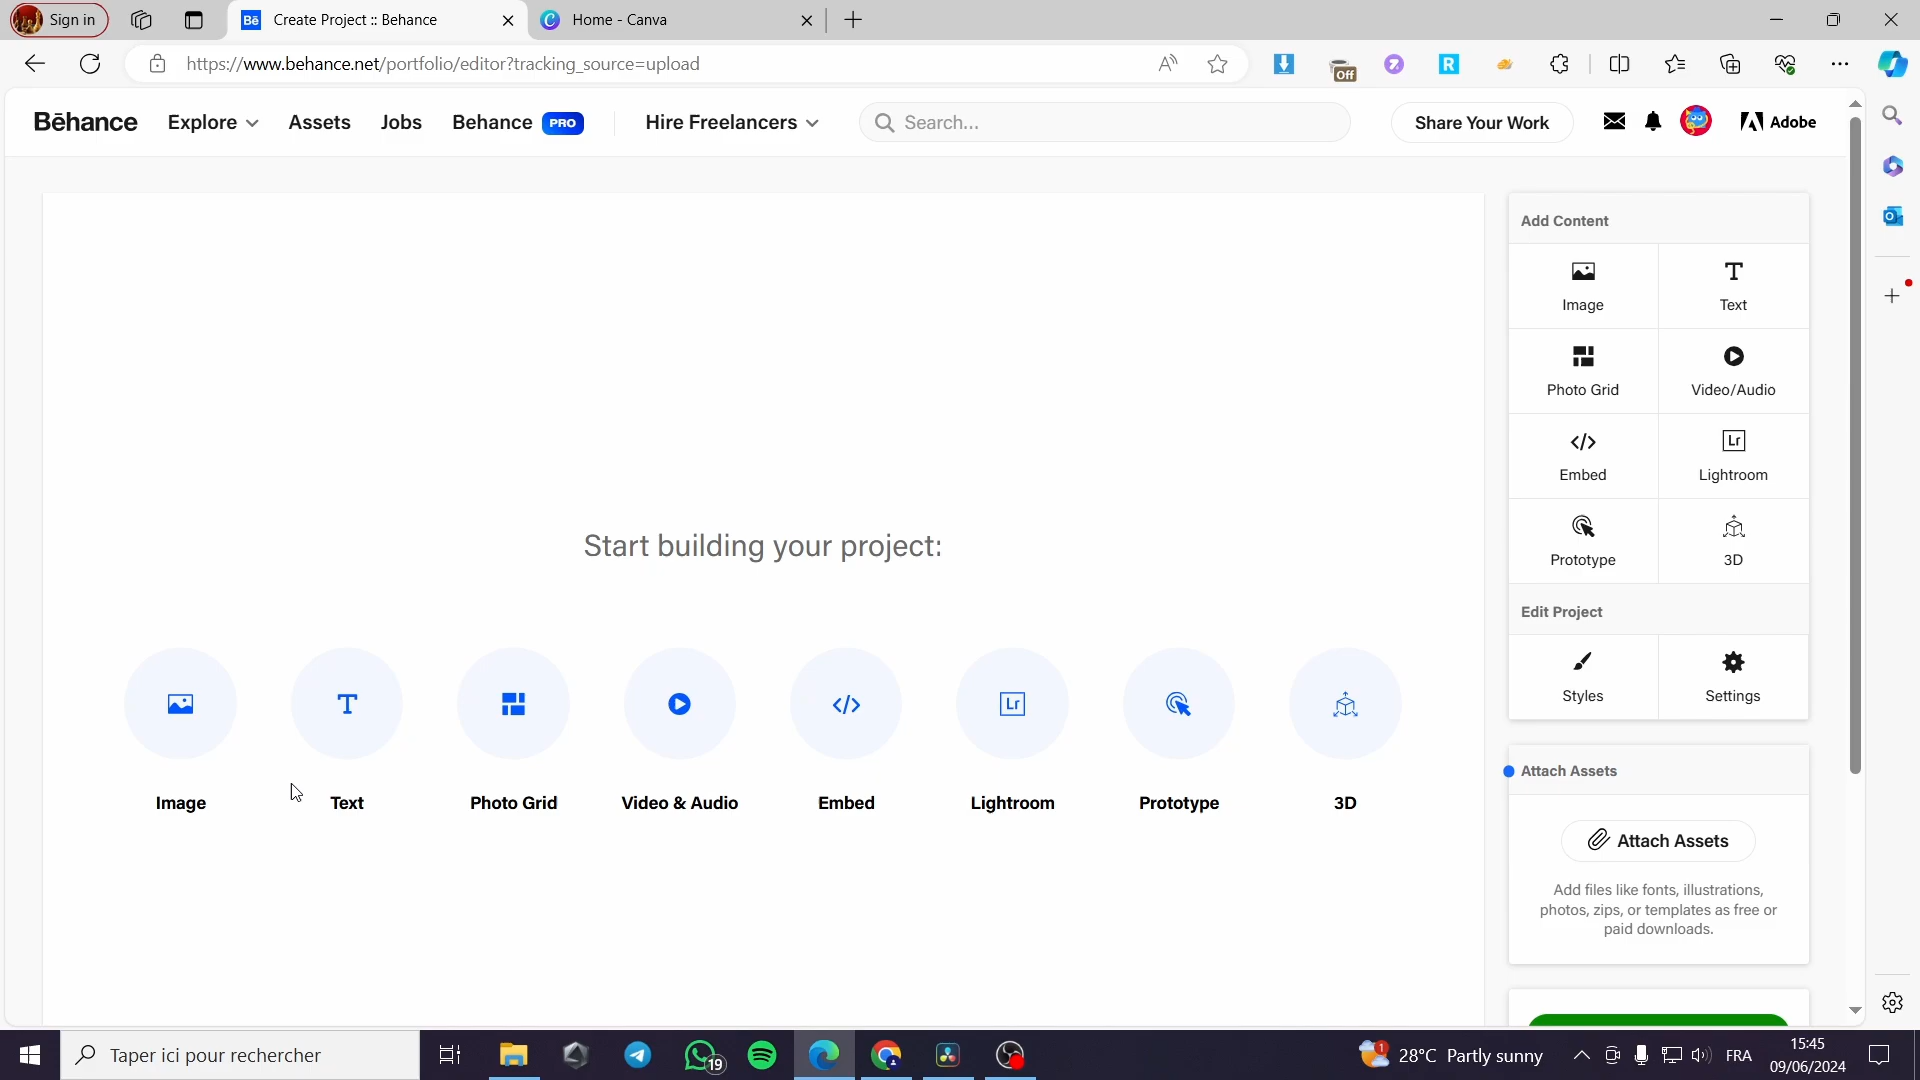 Sign in
Create Project :: Behance
Home - Canva
https://www.behance.net/portfolio/editor?tracking_source=upload
Off
Bēhance
Explore
Assets
Jobs
Behance PRO
Hire Freelancers
Search...
Share Your Work
Adobe
Start building your project:
Image
Text
Photo Grid
Video & Audio
Embed
Lr
Lightroom
Prototype
3D
Add Content
Image
Text
Photo Grid
Video/Audio
Embed
Lr
Lightroom
Prototype
3D
Edit Project
Styles
Settings
Attach Assets
Attach Assets
Add files like fonts, illustrations,
photos, zips, or templates as free or
paid downloads.
Taper ici pour rechercher
19
1
28°C Partly sunny
FRA
15:45
09/06/2024